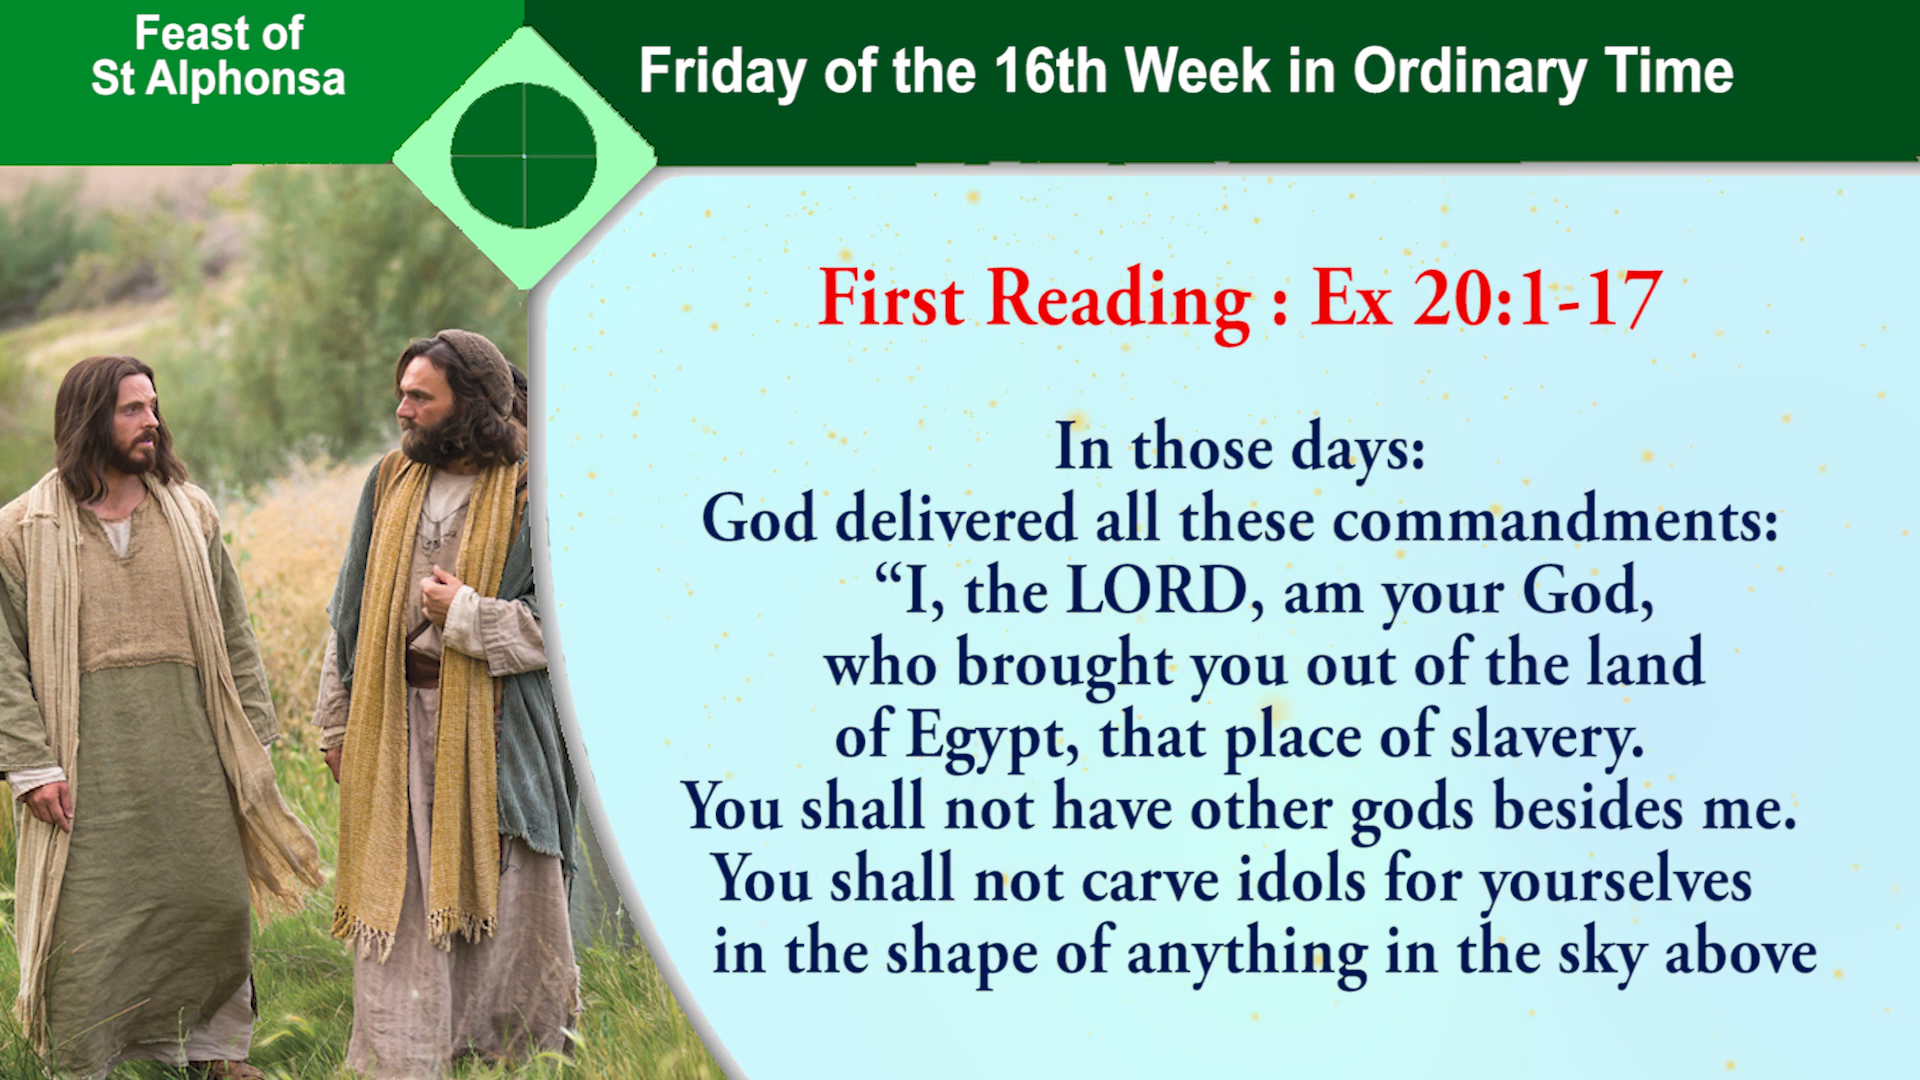 Feast of
St Alphonsa
Friday of the 16th Week in Ordinary Time
First Reading : Ex 20:1-17
In those days:
God delivered all these commandments:
“I, the LORD, am your God,
who brought you out of the land
of Egypt, that place of slavery.
You shall not have other gods besides me.
You shall not carve idols for yourselves
in the shape of anything in the sky above